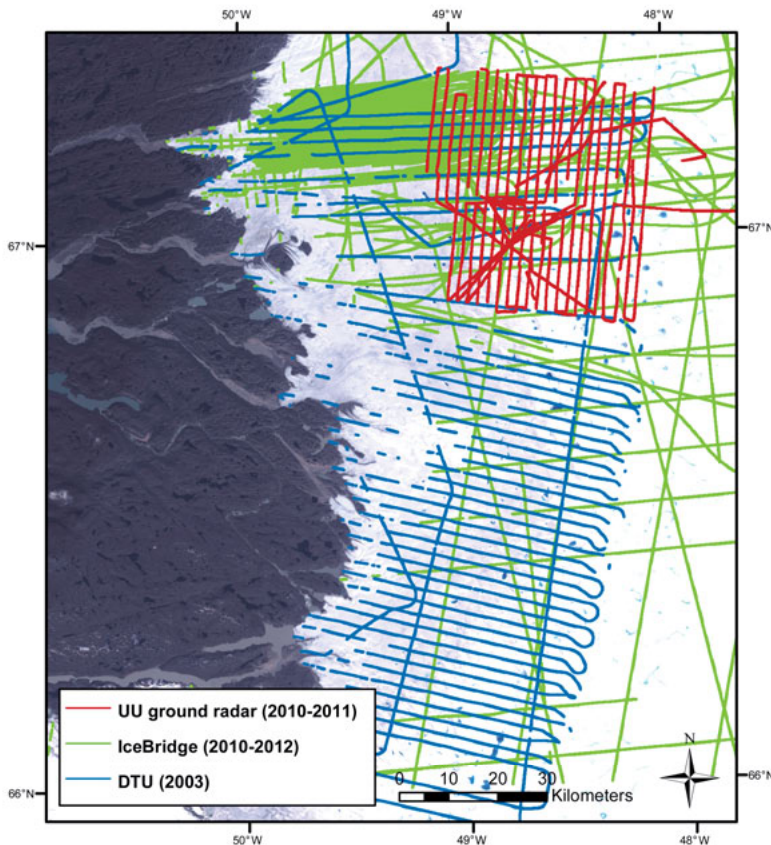 50°W 49°W 48°W
67°N 67°N
UU ground radar (2010-2011)
IceBridge (2010-2012)
DTU (2003)
N
0 10 20 30
Kilometers
66°N 66°N
50°W 49°W 48°W